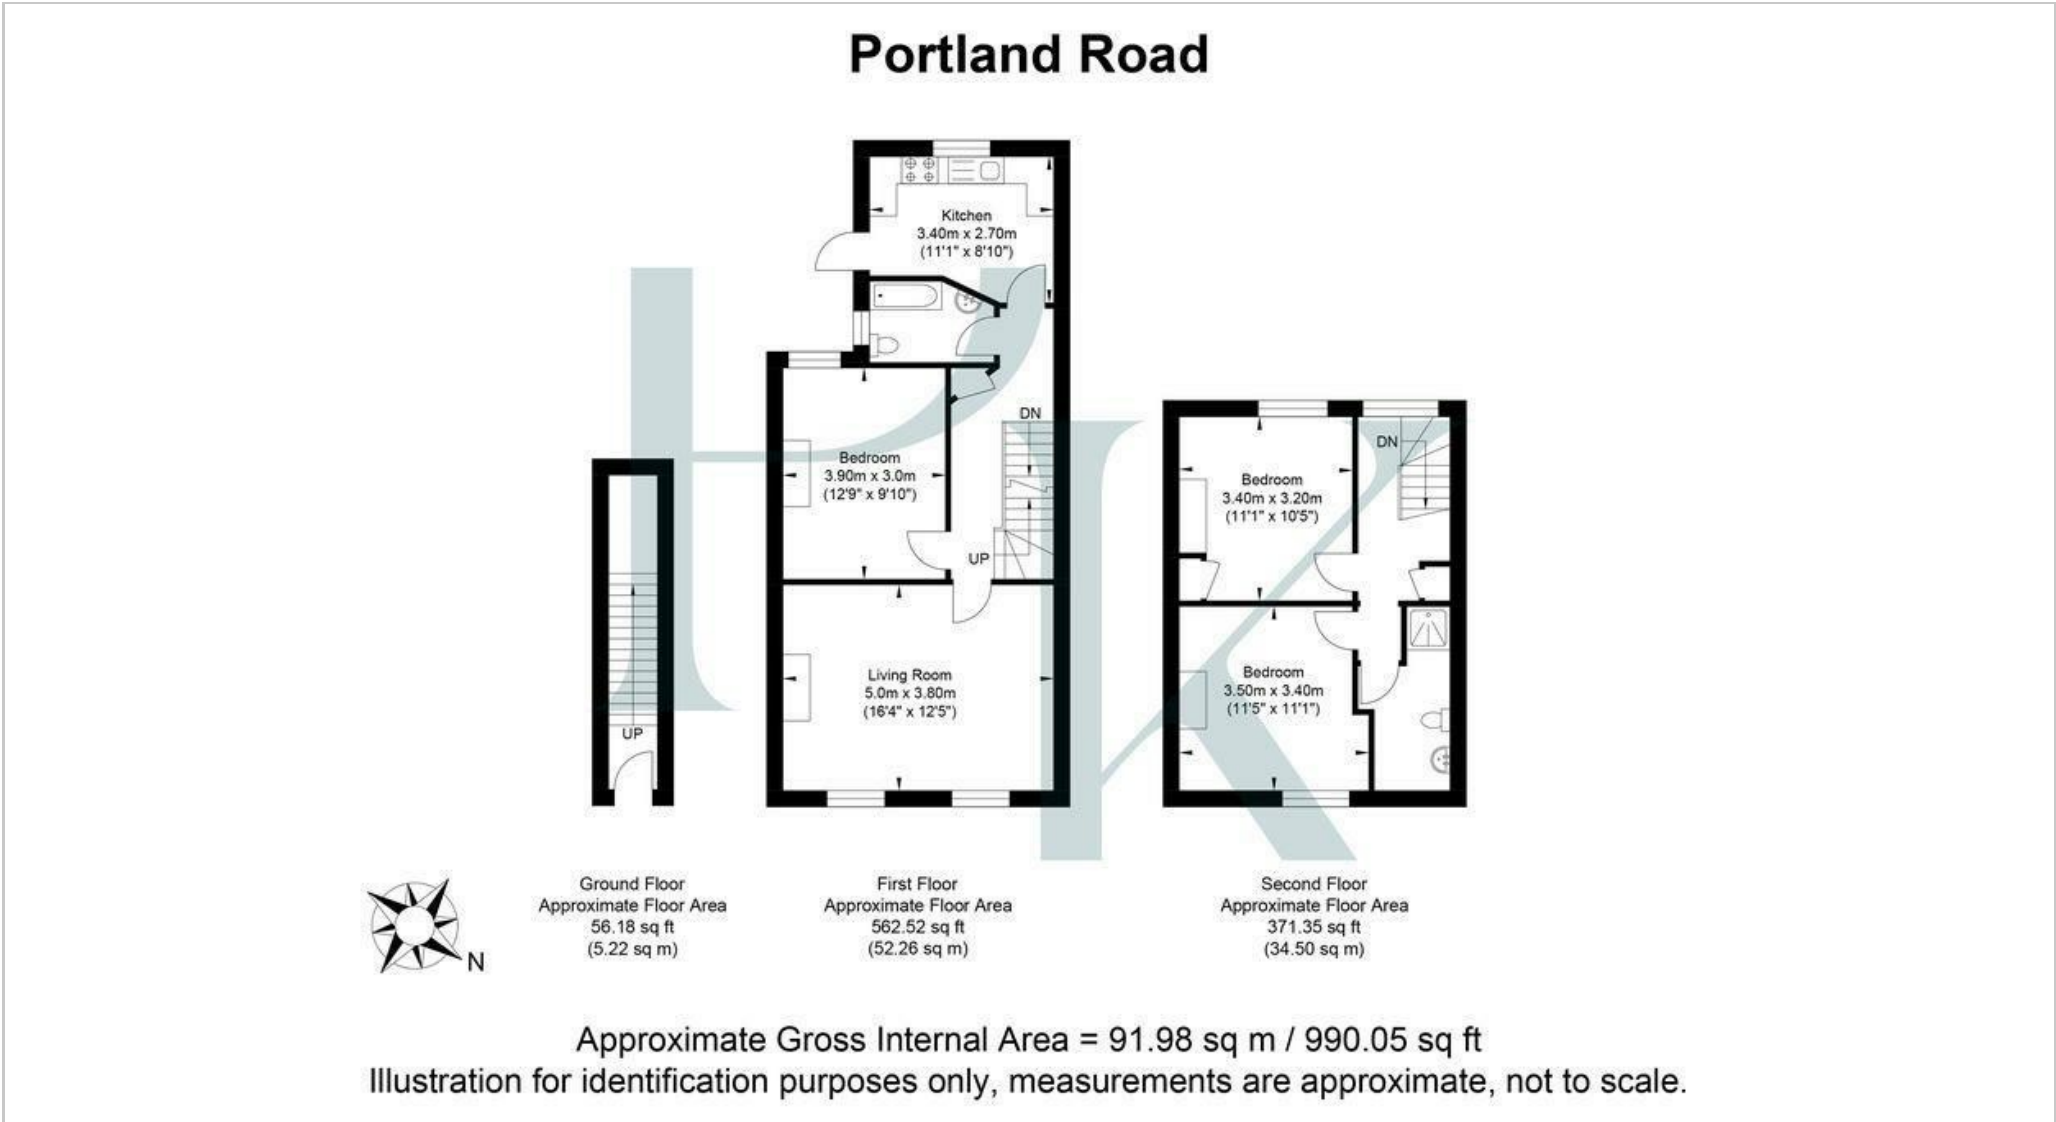 Portland Road
Kitchen
3.40m x 2.70m
(11'1" x 8'10")
DN
Bedroom
3.90m x 3.0m
(12'9" x 9'10")
UP
Living Room
5.0m x 3.80m
(16'4" x 12'5")
DN
Bedroom
3.40m x 3.20m
(11'1" x 10'5")
Bedroom
3.50m x 3.40m
(11'5" x 11'1")
UP
Ground Floor
Approximate Floor Area
56.18 sq ft
(5.22 sq m)
First Floor
Approximate Floor Area
562.52 sq ft
(52.26 sq m)
Second Floor
Approximate Floor Area
371.35 sq ft
(34.50 sq m)
N
Approximate Gross Internal Area = 91.98 sq m / 990.05 sq ft
Illustration for identification purposes only, measurements are approximate, not to scale.